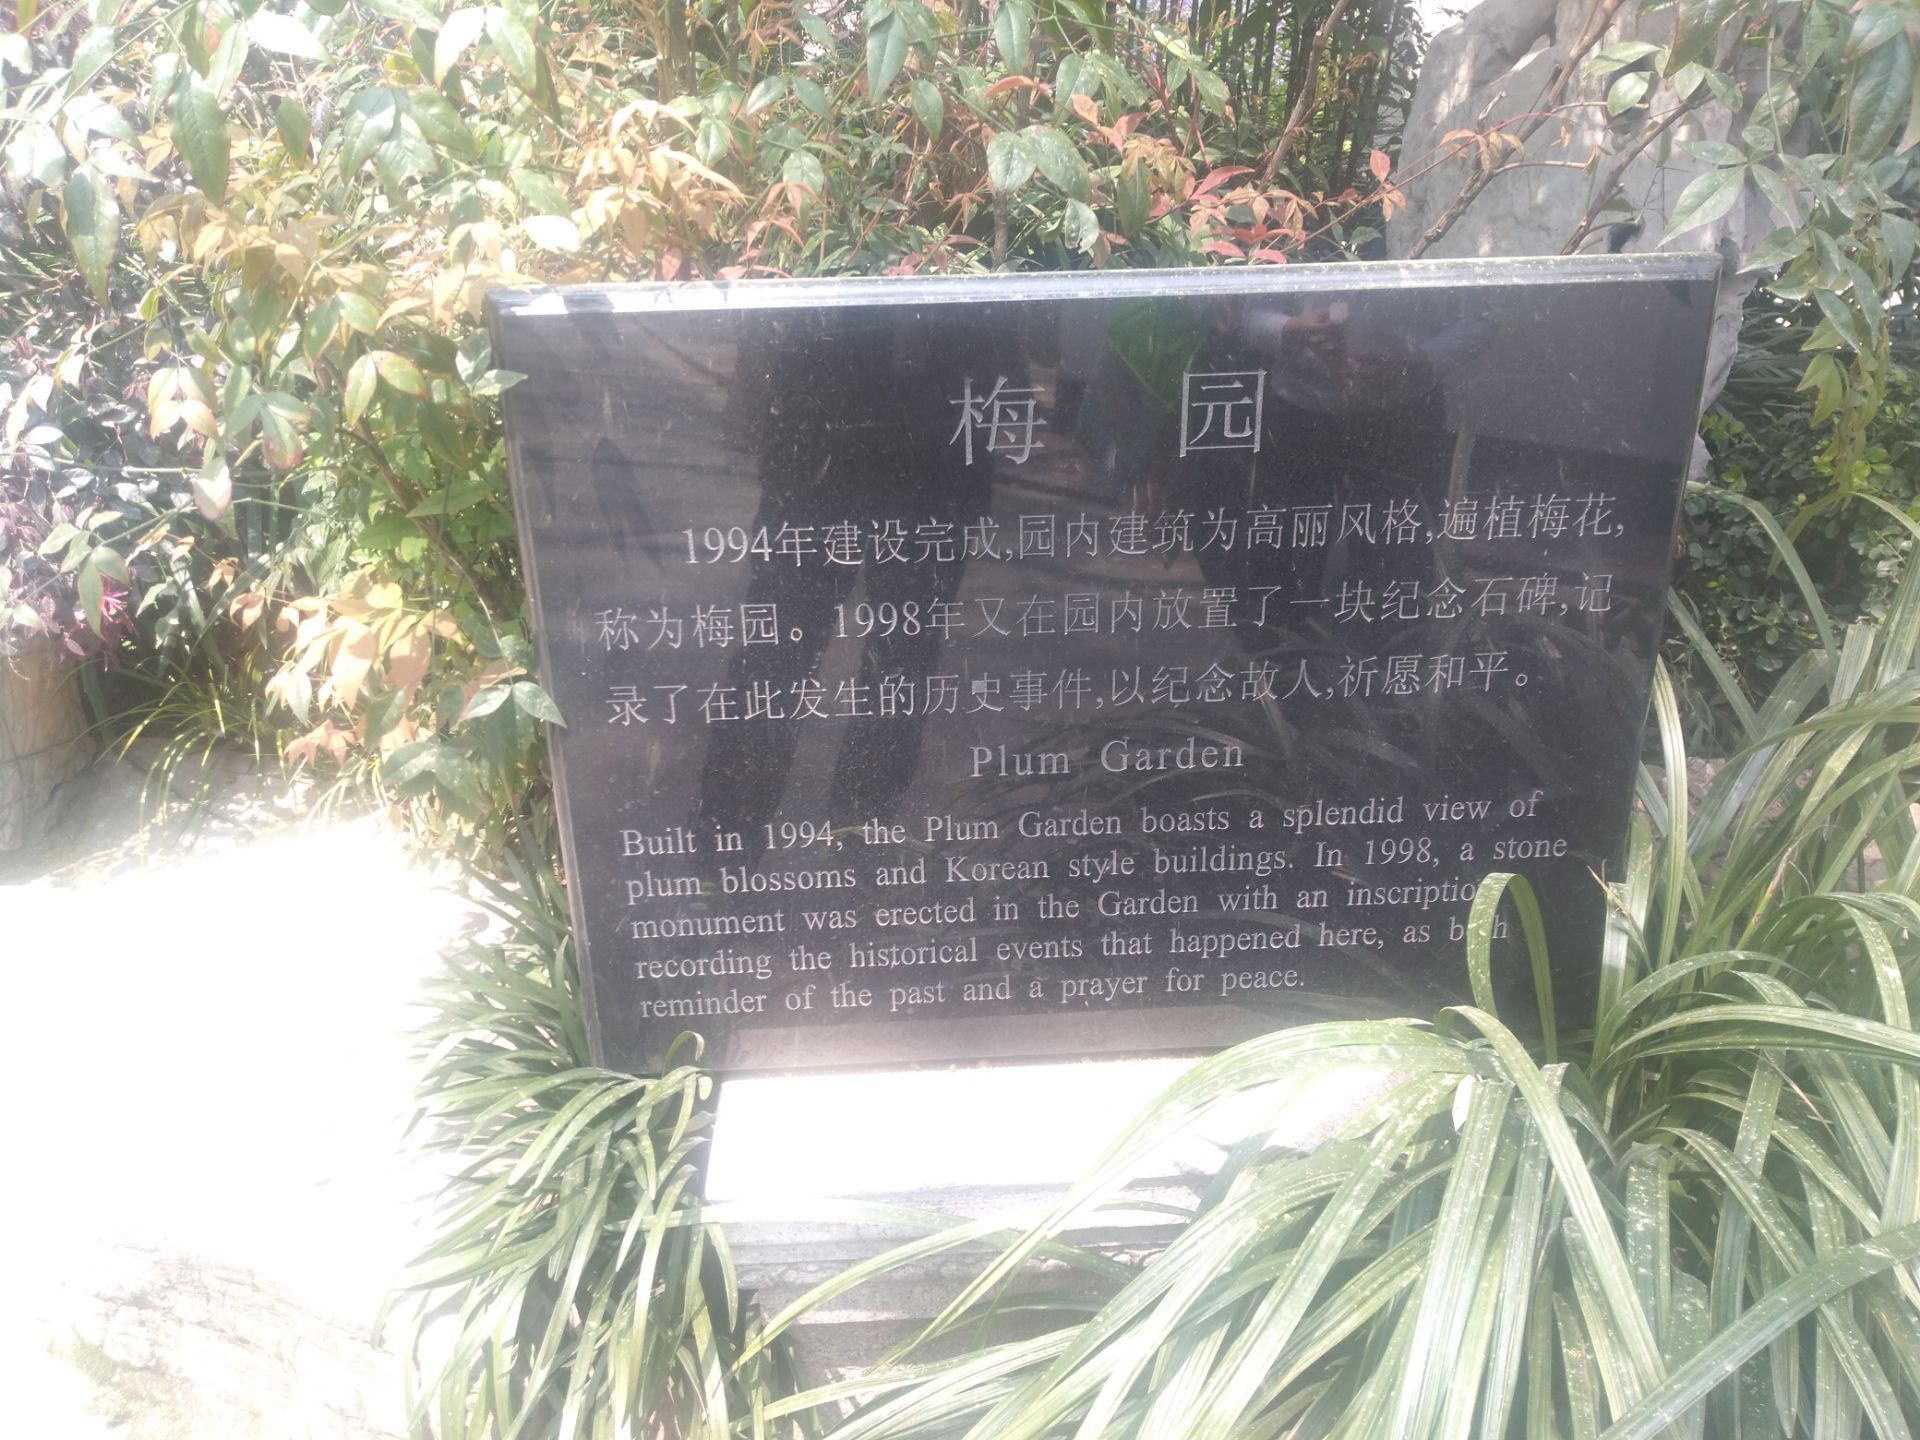 梅 园
1994年建设完成,园内建筑为高丽风格,遍植梅花,
称为梅园。1998年又在园内放置了一块纪念石碑,记
录了在此发生的历史事件,以纪念故人,祈愿和平。
Plum Garden
Built in 1994, the Plum Garden boasts a splendid view of
plum blossoms and Korean style buildings. In 1998, a stone
monument was erected in the Garden with an inscription
recording the historical events that happened here, as both
reminder of the past and a prayer for peace.